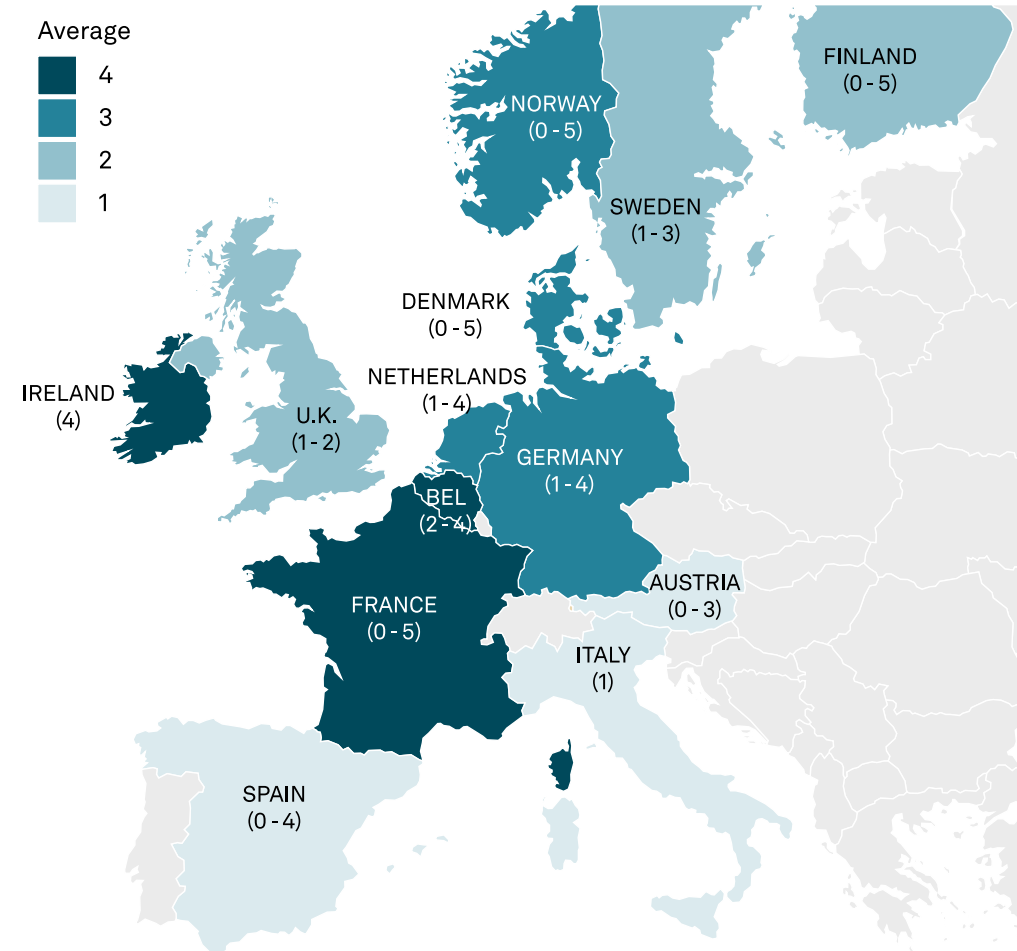 Average
4
3
2
1
FINLAND
(0 - 5)
NORWAY
(0 - 5)
SWEDEN
(1 - 3)
DENMARK
(0 - 5)
NETHERLANDS
(1 - 4)
IRELAND
(4)
U.K.
(1 - 2)
GERMANY
(1 - 4)
BEL
(2 - 4)
AUSTRIA
(0 - 3)
FRANCE
(0 - 5)
ITALY
(1)
SPAIN
(0 - 4)